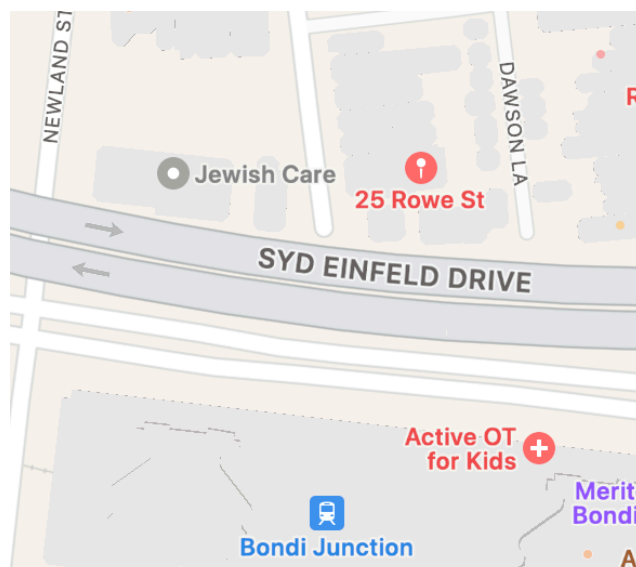 NEWLAND ST
DAWSON LA
R
Jewish Care
25 Rowe St
SYD EINFELD DRIVE
Active OT
for Kids
Merit
Bondi
Bondi Junction
A